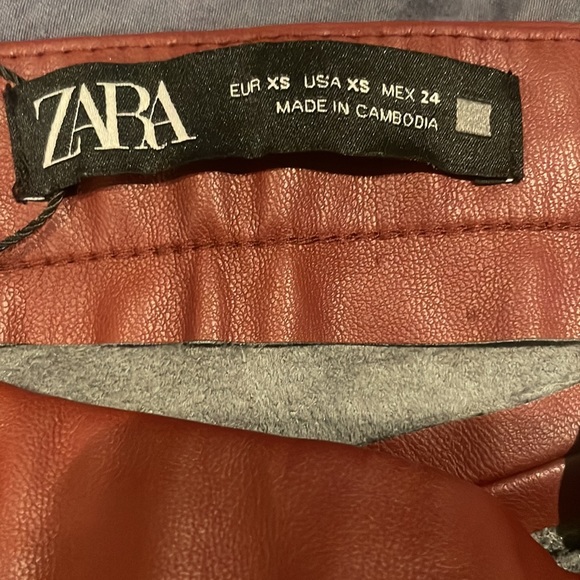 ZARA
EUR XS USA XS MEX 24
MADE IN CAMBODIA